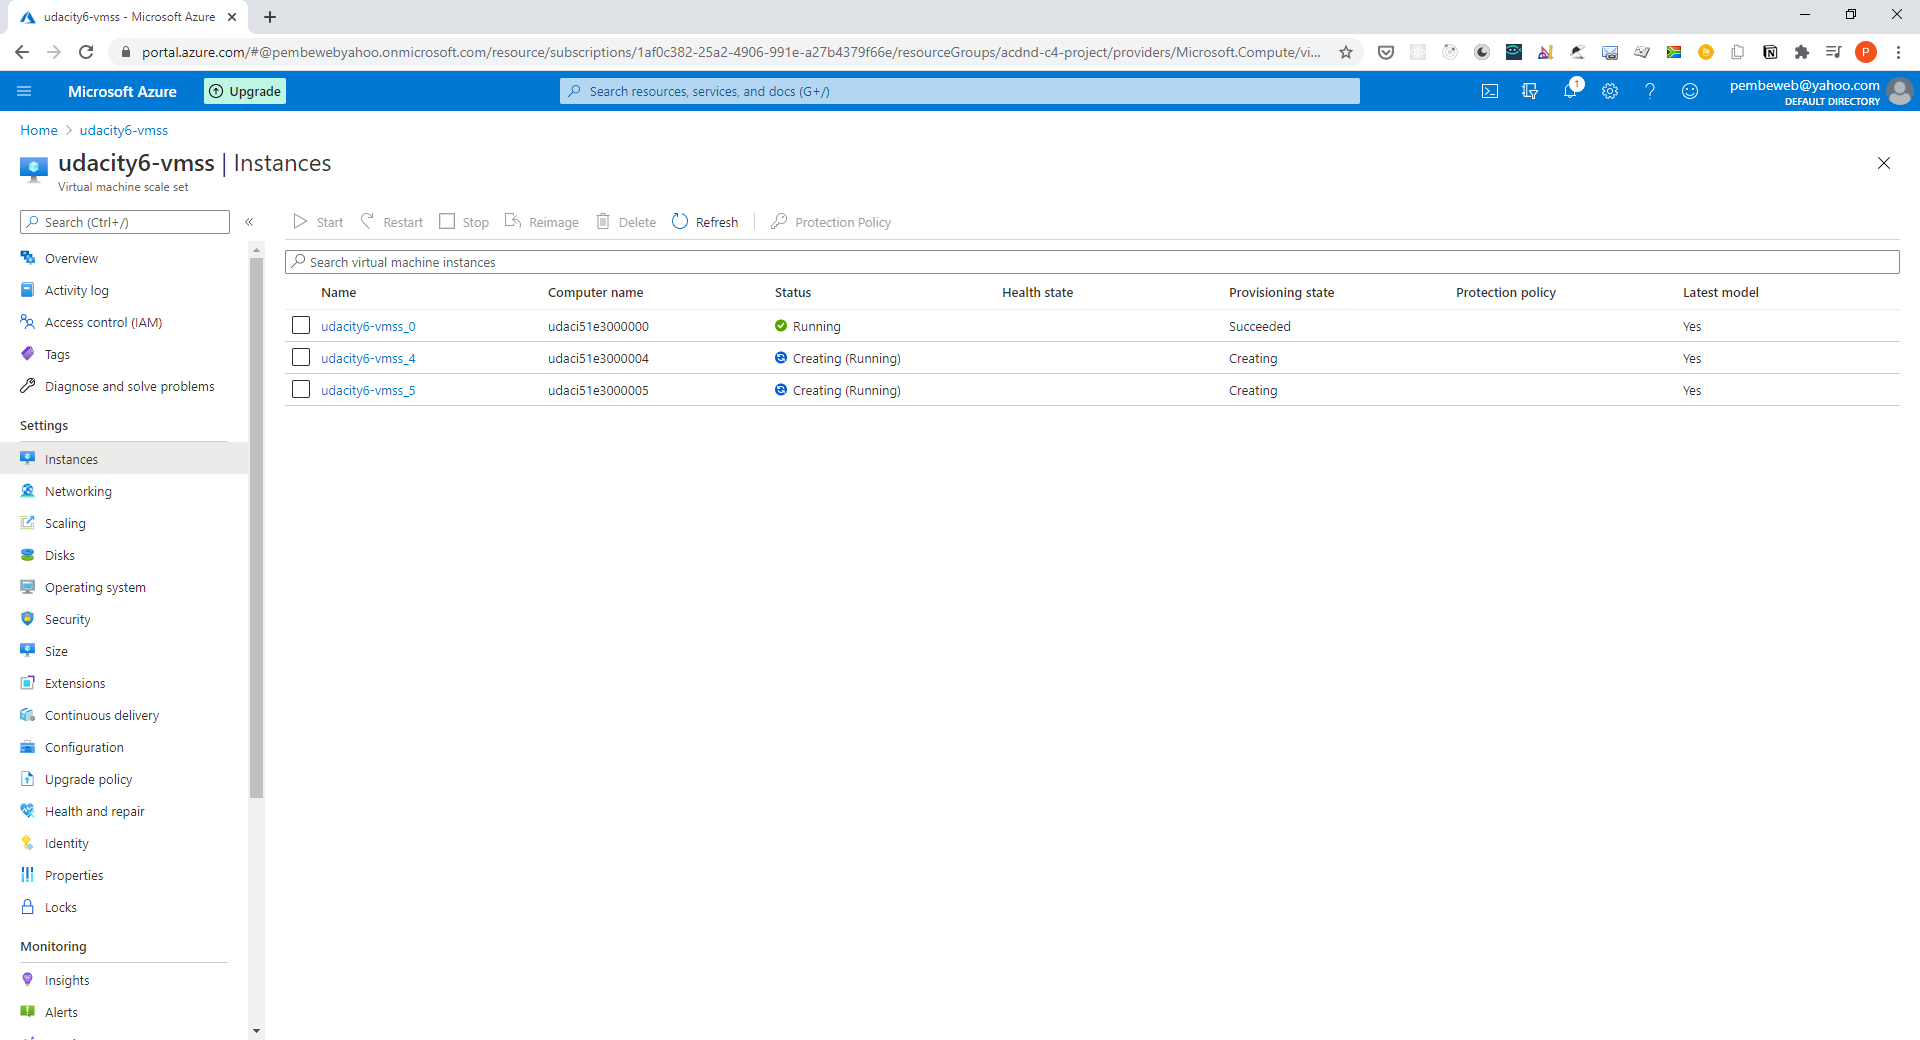 udacity6-vmss - Microsoft Azure
portal.azure.com/#@pembewebyahoo.onmicrosoft.com/resource/subscriptions/1af0c382-25a2-4906-991e-a27b4379f66e/resourceGroups/acdnd-c4-project/providers/Microsoft.Compute/vi...
P
Microsoft Azure
Upgrade
Search resources, services, and docs (G+/)
1
pembeweb@yahoo.com
DEFAULT DIRECTORY
Home > udacity6-vmss
udacity6-vmss | Instances
Virtual machine scale set
Search (Ctrl+/)
«
Start Restart Stop Reimage Delete Refresh Protection Policy
Overview
Activity log
Access control (IAM)
Tags
Diagnose and solve problems
Settings
Instances
Networking
Scaling
Disks
Operating system
Security
Size
Extensions
Continuous delivery
Configuration
Upgrade policy
Health and repair
Identity
Properties
Locks
Monitoring
Insights
Alerts
Search virtual machine instances
Name Computer name Status Health state Provisioning state Protection policy Latest model
udacity6-vmss_0 udaci51e3000000 Running Succeeded Yes
udacity6-vmss_4 udaci51e3000004 Creating (Running) Creating Yes
udacity6-vmss_5 udaci51e3000005 Creating (Running) Creating Yes